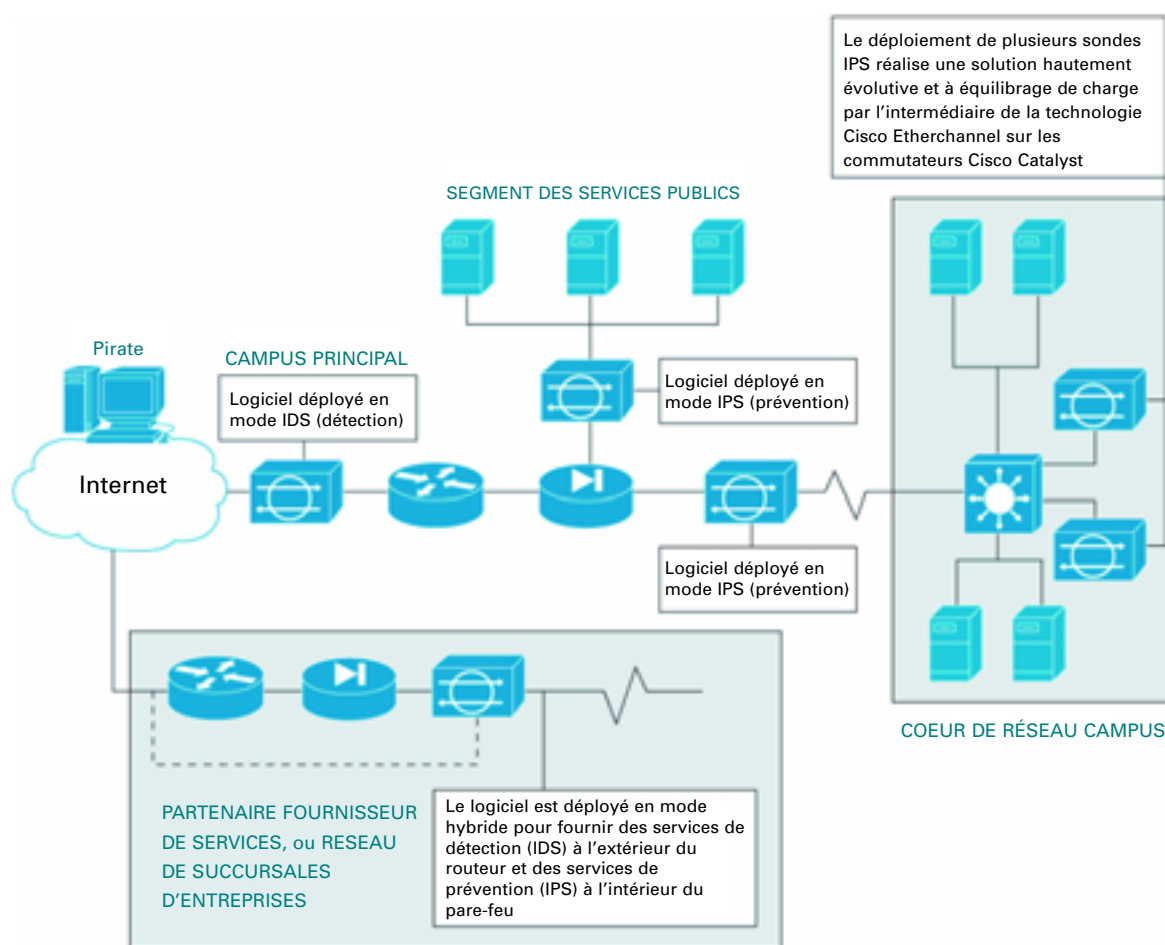 Le déploiement de plusieurs sondes
IPS réalise une solution hautement
évolutive et à équilibrage de charge
par l'intermédiaire de la technologie
Cisco Etherchannel sur les
commutateurs Cisco Catalyst
SEGMENT DES SERVICES PUBLICS
Pirate
CAMPUS PRINCIPAL
Logiciel déployé en
mode IDS (détection)
Logiciel déployé en
mode IPS (prévention)
Internet
Logiciel déployé en
mode IPS (prévention)
COEUR DE RÉSEAU CAMPUS
PARTENAIRE FOURNISSEUR
DE SERVICES, ou RESEAU
DE SUCCURSALES
D'ENTREPRISES
Le logiciel est déployé en mode
hybride pour fournir des services de
détection (IDS) à l'extérieur du
routeur et des services de
prévention (IPS) à l'intérieur du
pare-feu